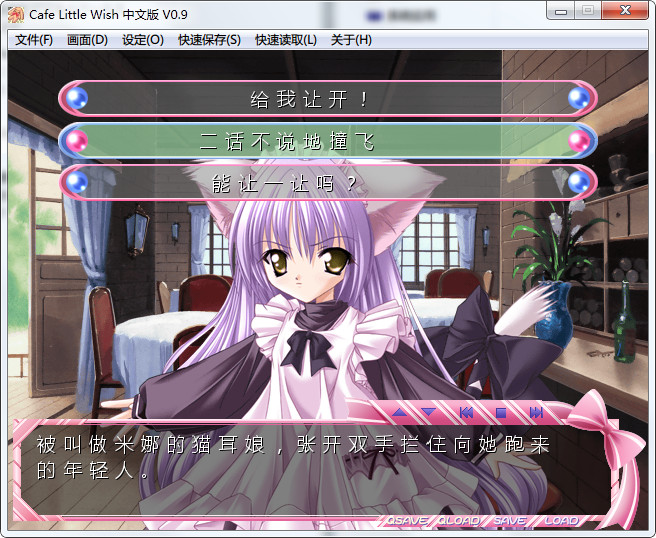 Cafe Little Wish 中文版 V0.9
文件(F) 画面(D) 设定(O) 快速保存(S) 快速读取(L) 关于(H)
给我让开！
二话不说地撞飞
能让一让吗？
被叫做米娜的猫耳娘，张开双手拦住向她跑来
的年轻人。
QSAVE QLOAD SAVE LOAD